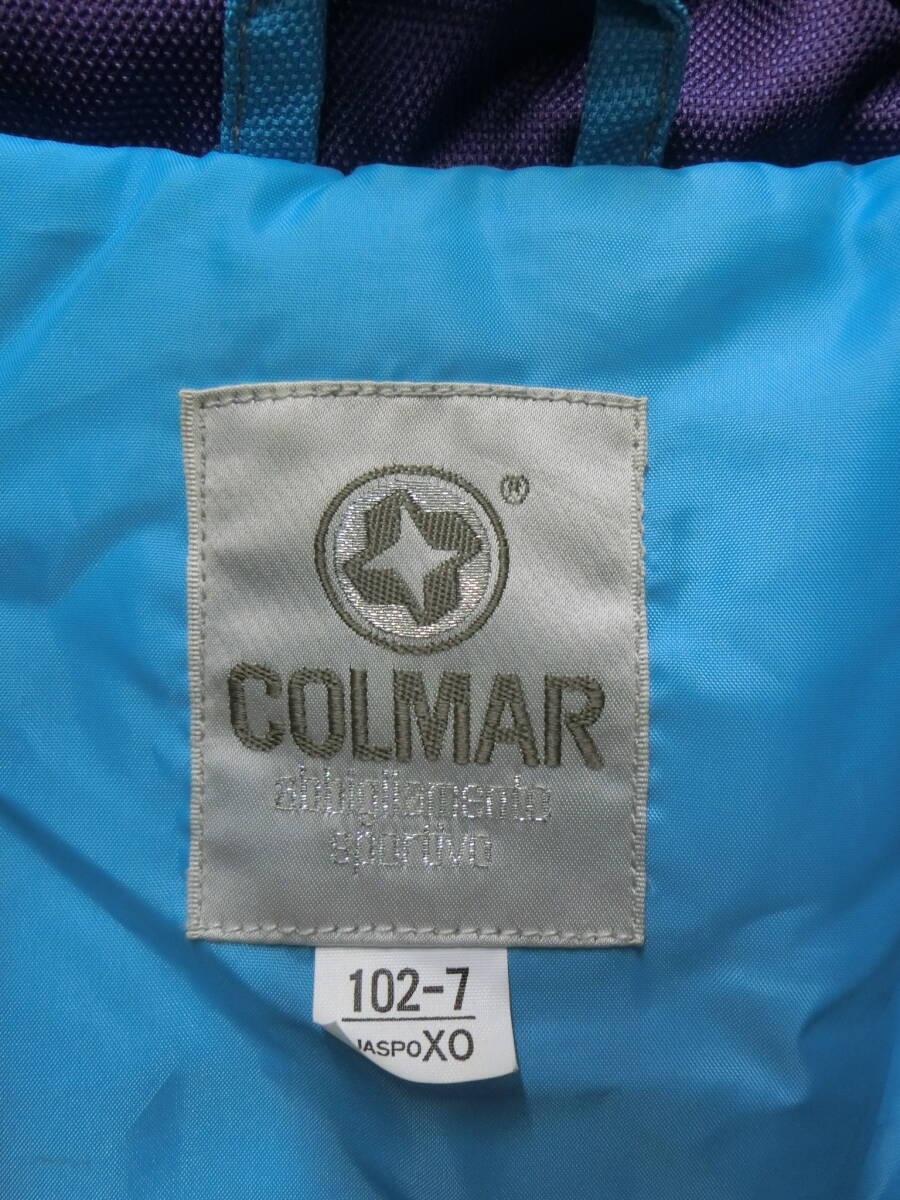 ®
COLMAR
abbigliamento
sportivo
102-7
JASPO XO